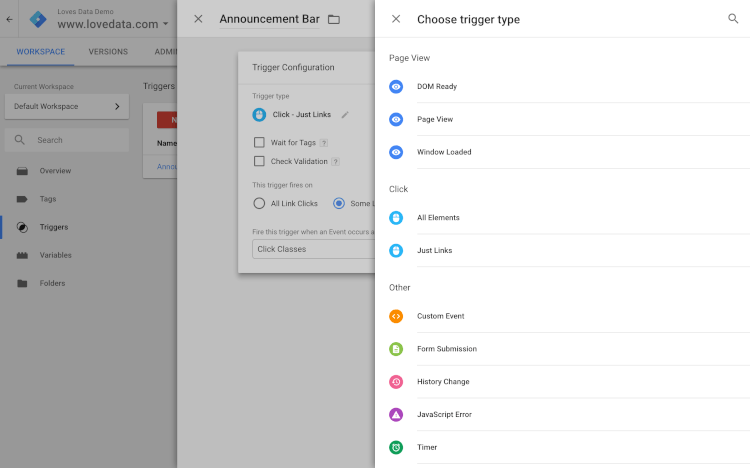 Loves Data Demo
www.lovedata.com
WORKSPACE
VERSIONS
ADMIN
Current Workspace
Default Workspace
Search
Overview
Tags
Triggers
Variables
Folders
Triggers
Name
Announcement Bar
Trigger Configuration
Trigger type
Click - Just Links
Wait for Tags ?
Check Validation ?
This trigger fires on
All Link Clicks
Some L
Fire this trigger when an Event occurs a
Click Classes
Choose trigger type
Page View
DOM Ready
Page View
Window Loaded
Click
All Elements
Just Links
Other
Custom Event
Form Submission
History Change
JavaScript Error
Timer